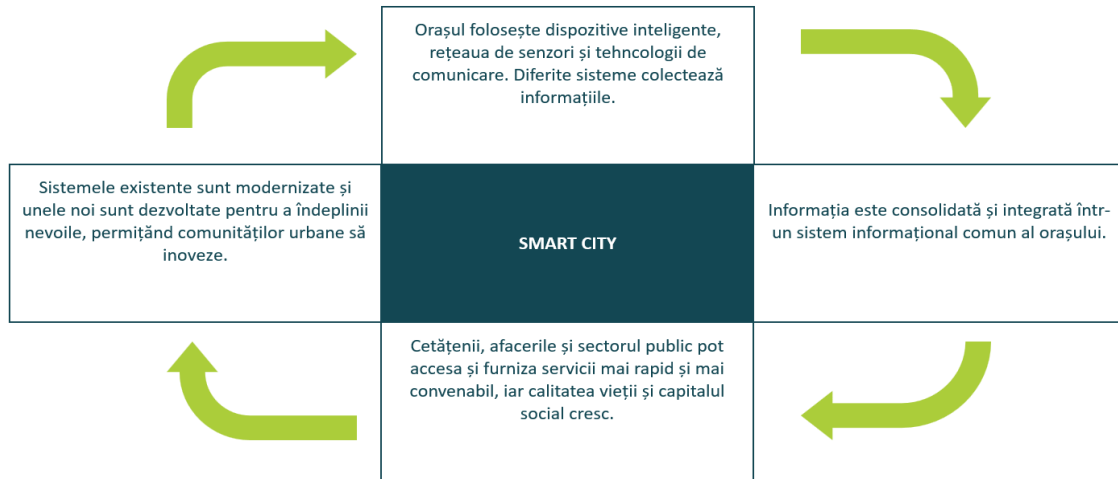 Orașul folosește dispozitive inteligente,
rețeaua de senzori și tehncologii de
comunicare. Diferite sisteme colectează
informațiile.
Sistemele existente sunt modernizate și
unele noi sunt dezvoltate pentru a îndeplinii
nevoile, permițând comunităților urbane să
inoveze.
SMART CITY
Informația este consolidată și integrată într-
un sistem informațional comun al orașului.
Cetățenii, afacerile și sectorul public pot
accesa și furniza servicii mai rapid și mai
convenabil, iar calitatea vieții și capitalul
social cresc.